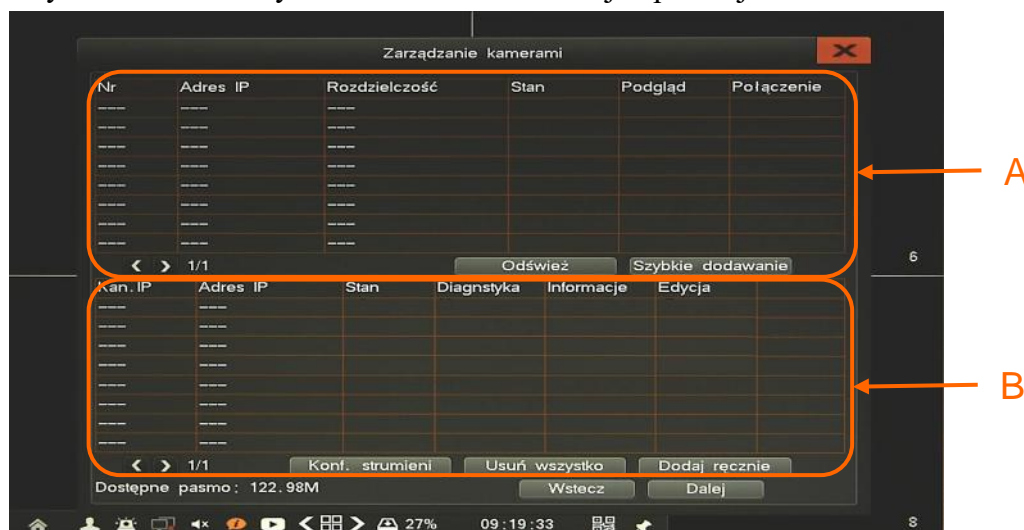 Zarządzanie kamerami
Nr Adres IP Rozdzielczość Stan Podgląd Połączenie
--- --- ---
--- --- ---
--- --- ---
--- --- ---
--- --- ---
--- --- ---
--- --- ---
--- --- ---
A
1/1 Odśwież Szybkie dodawanie
6
Kan.IP Adres IP Stan Diagnstyka Informacje Edycja
--- ---
--- ---
--- ---
--- ---
--- ---
--- ---
--- ---
--- ---
B
1/1 Konf. strumieni Usuń wszystko Dodaj ręcznie
Dostępne pasmo: 122.98M Wstecz Dalej
27% 09:19:33 8